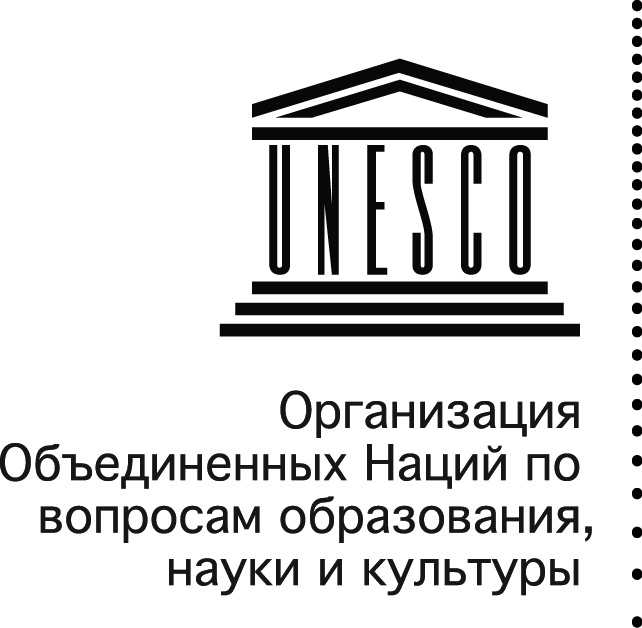 UNESCO
Организация
Объединенных Наций по
вопросам образования,
науки и культуры